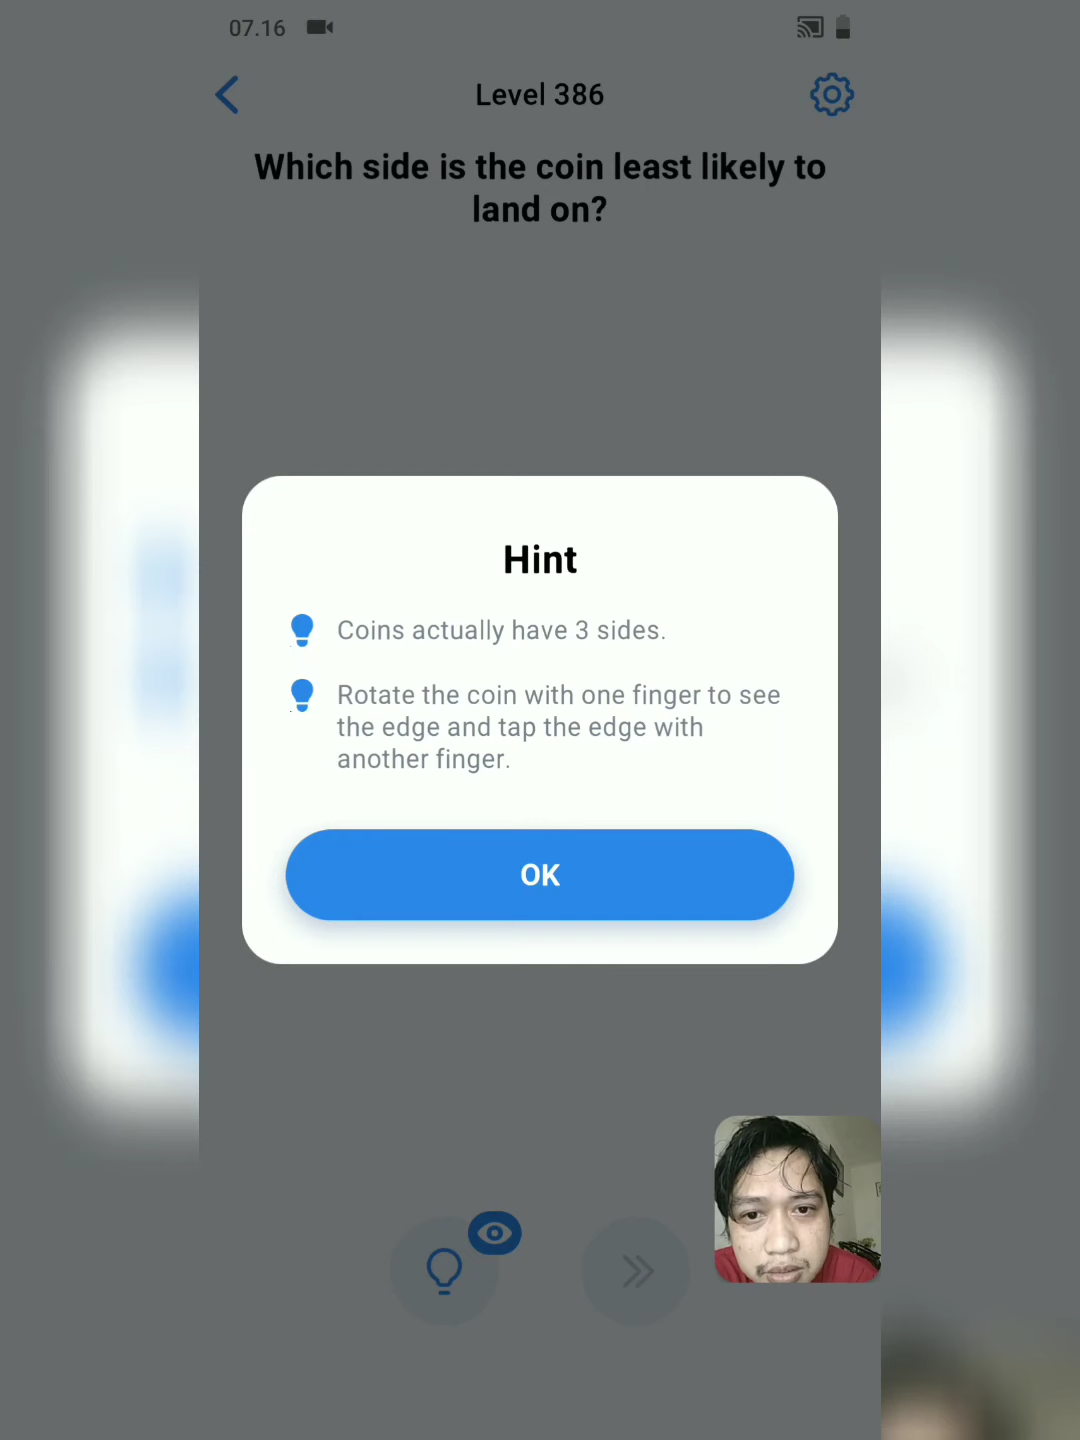 07.16
Level 386
Which side is the coin least likely to
land on?
Hint
Coins actually have 3 sides.
Rotate the coin with one finger to see
the edge and tap the edge with
another finger.
OK